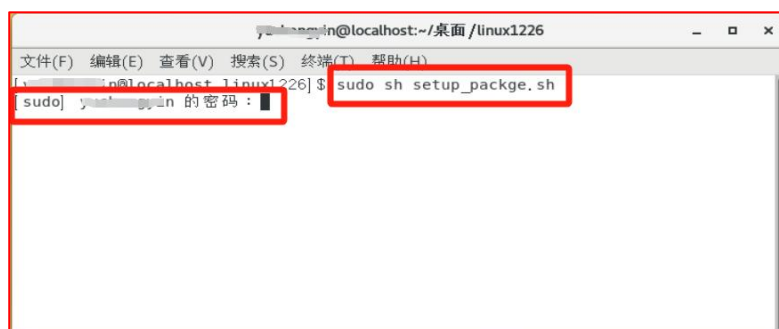 @localhost:~/桌面/linux1226
文件(F) 编辑(E) 查看(V) 搜索(S) 终端(T) 帮助(H)
in@localhost linux1226]$ sudo sh setup_packge.sh
[sudo] 的密码：